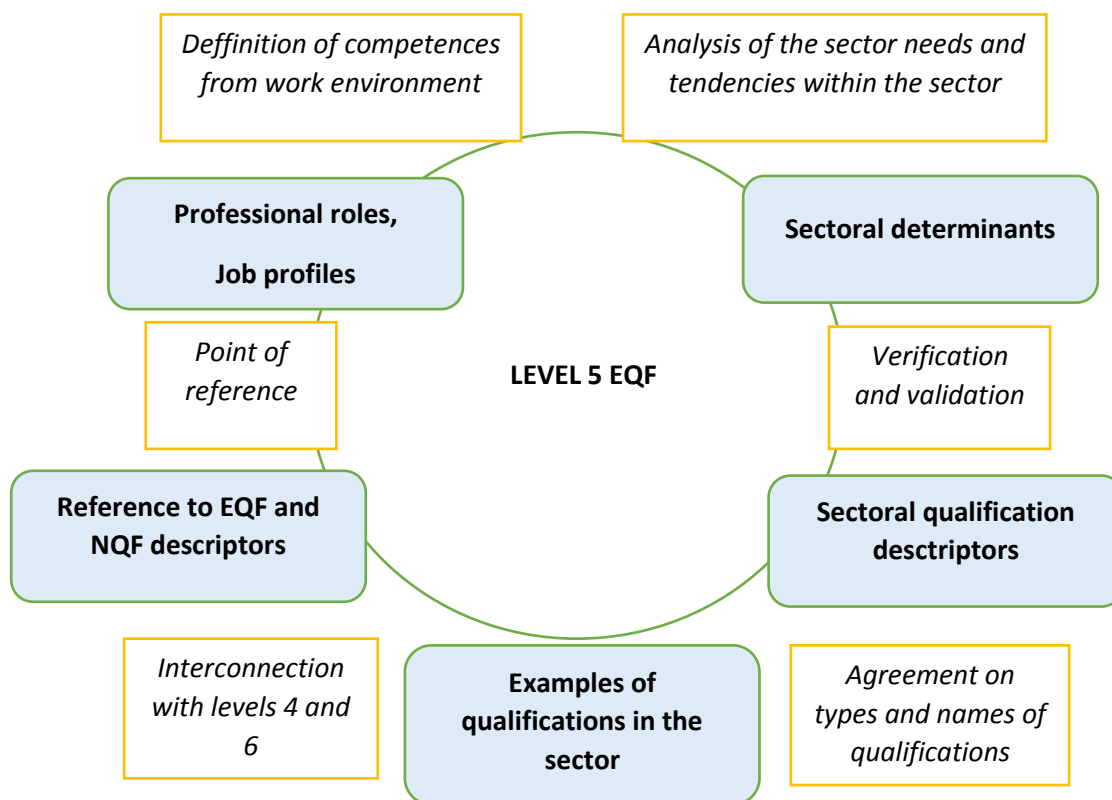 Deffinition of competences
from work environment
Analysis of the sector needs and
tendencies within the sector
Professional roles,
Job profiles
Sectoral determinants
Point of
reference
LEVEL 5 EQF
Verification
and validation
Reference to EQF and
NQF descriptors
Sectoral qualification
desctriptors
Interconnection
with levels 4 and
6
Examples of
qualifications in the
sector
Agreement on
types and names of
qualifications